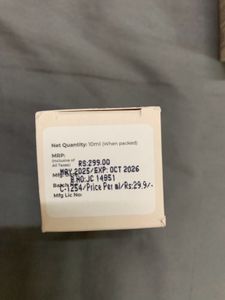 Net Quantity: 10ml (When packed)
MRP: RS:299.00
(Inclusive of
All Taxes)
MAY 2025/EXP: OCT 2026
B.NO:JC 14951
C-1254/Price Per ml/Rs:29.9/-
Mfg Lic No: